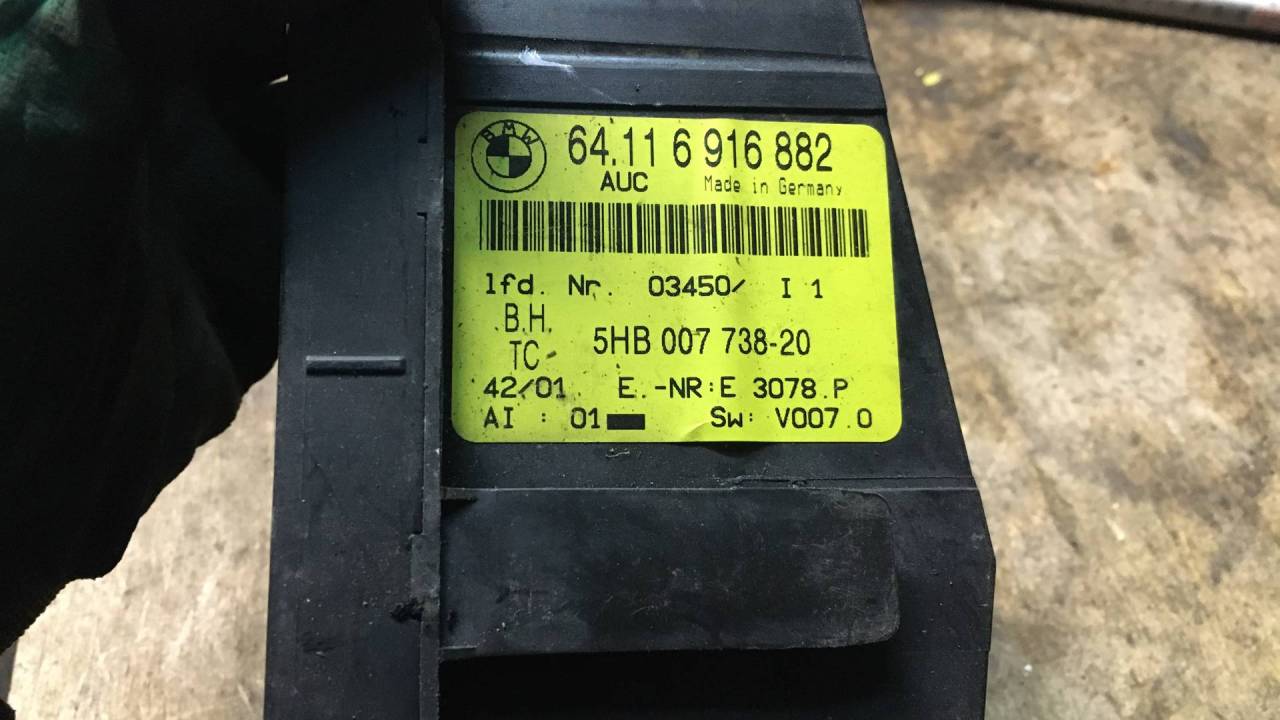 BMW 64.11 6 916 882
AUC Made in Germany
lfd. Nr. 03450/ I 1
B.H.
TC 5HB 007 738-20
42/01 E.-NR:E 3078.P
AI : 01 Sw: V007.0